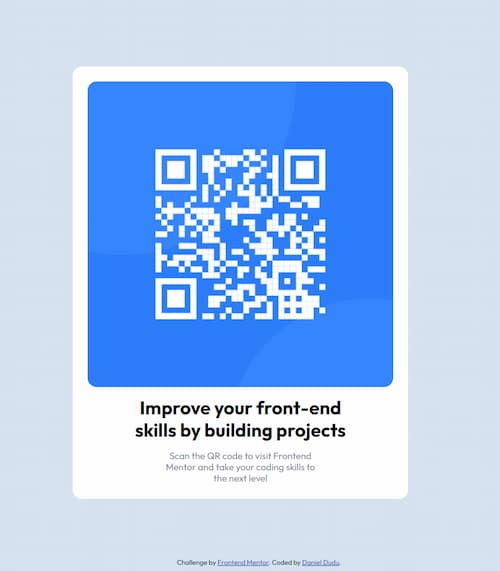 Improve your front-end
skills by building projects
Scan the QR code to visit Frontend
Mentor and take your coding skills to
the next level
Challenge by Frontend Mentor. Coded by Daniel Dudu.